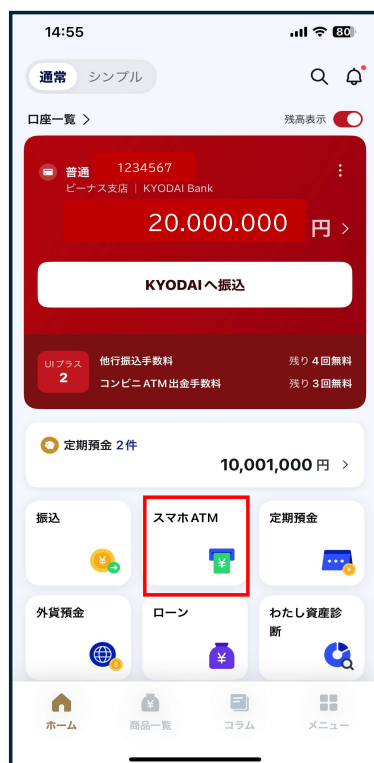 14:55
80
通常 シンプル
口座一覧 >
残高表示
普通 1234567
ビーナス支店 | KYODAI Bank
20.000.000 円 >
KYODAIへ振込
UIプラス
2
他行振込手数料 残り4回無料
コンビニATM出金手数料 残り3回無料
定期預金 2件
10,001,000 円 >
振込
スマホATM
定期預金
外貨預金
ローン
わたし資産診
断
ホーム 商品一覧 コラム メニュー